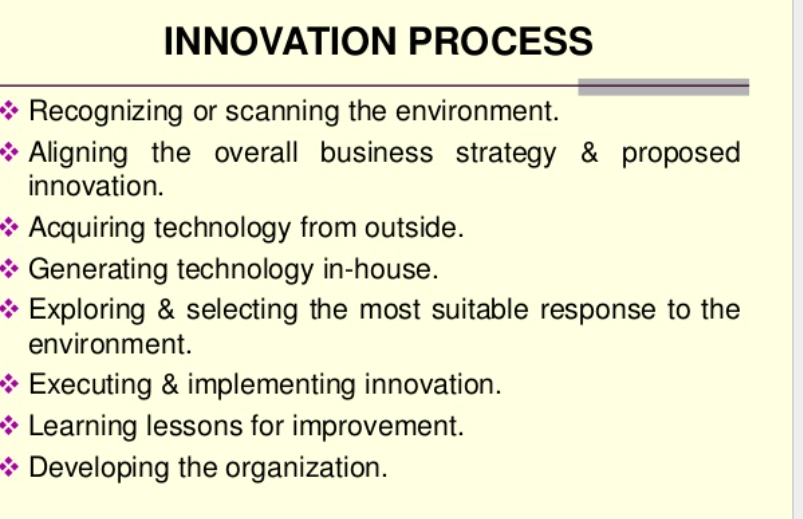 INNOVATION PROCESS
❖ Recognizing or scanning the environment.
❖ Aligning the overall business strategy & proposed
innovation.
❖ Acquiring technology from outside.
❖ Generating technology in-house.
❖ Exploring & selecting the most suitable response to the
environment.
❖ Executing & implementing innovation.
❖ Learning lessons for improvement.
❖ Developing the organization.